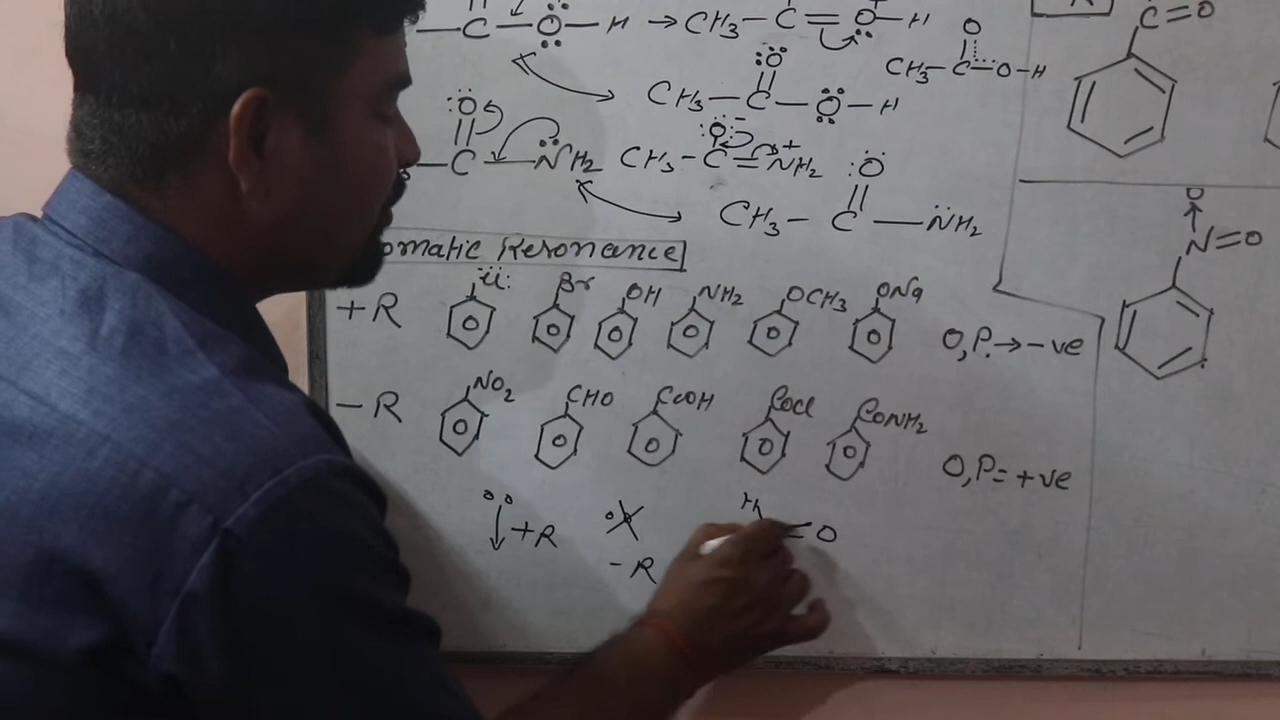 — C — O — H → CH3 — C = O — H
CH3 — C — O — H
O
CH3 — C — O — H
O
C = O
O
— C — NH2
O
CH3 — C = NH2
O
CH3 — C — NH2
O
N = O
omatic Resonance
+R Cl Br OH NH2 OCH3 ONa O,P. → -ve
-R NO2 CHO COOH COCl CONH2 O,P = +ve
+R
-R
H
= O